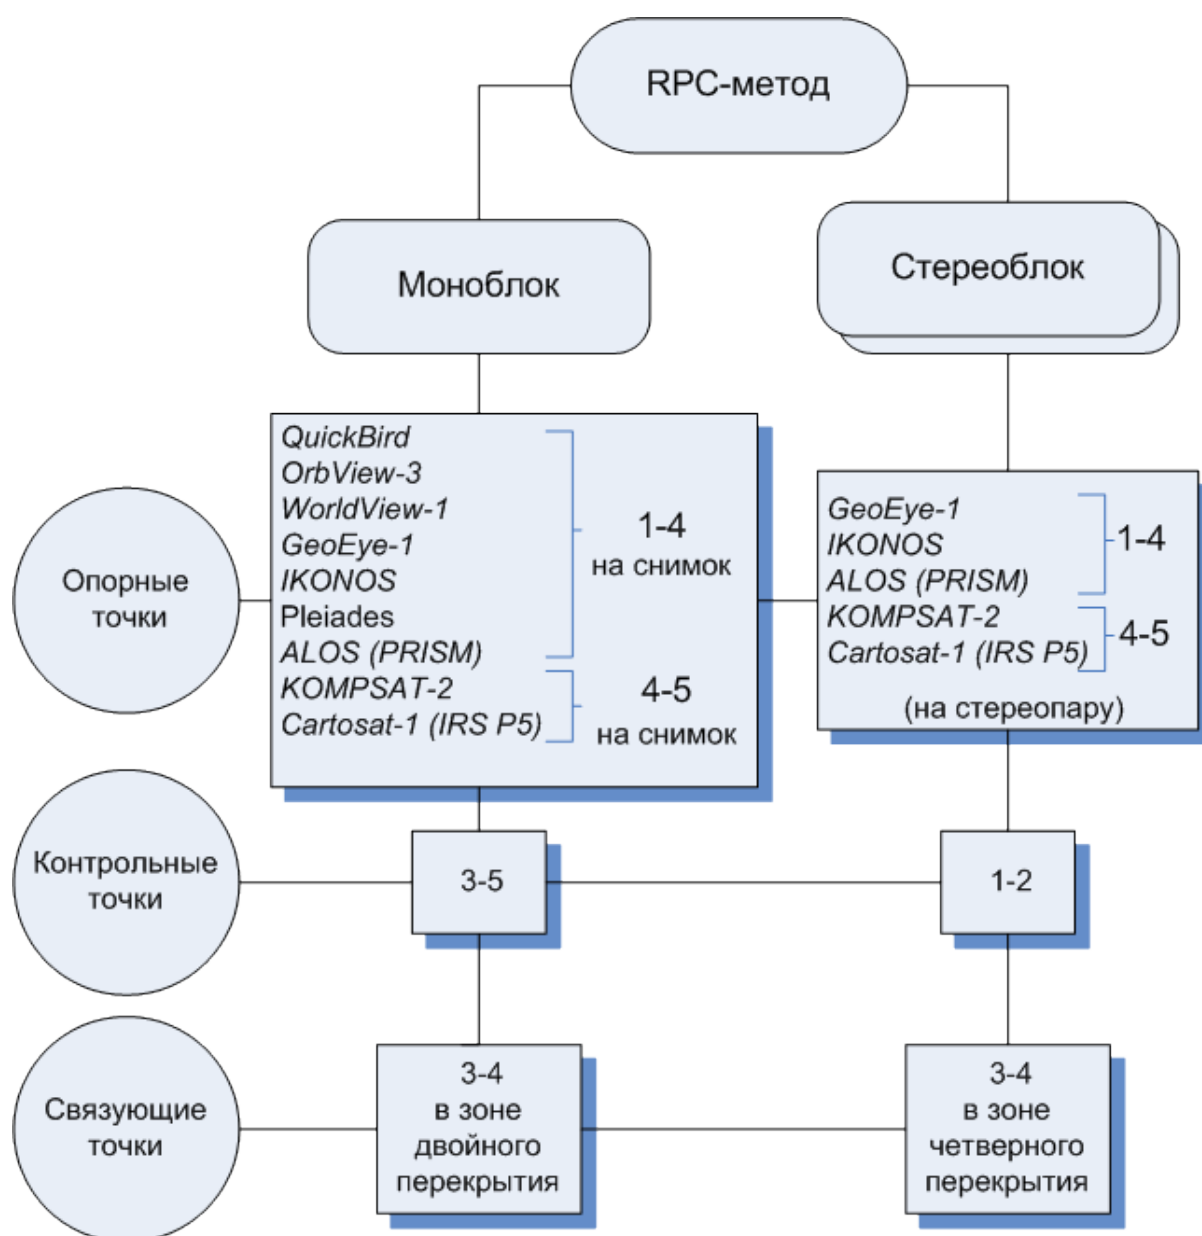 RPC-метод
Моноблок
Стереоблок
Опорные
точки
QuickBird
OrbView-3
WorldView-1
GeoEye-1
IKONOS
Pleiades
ALOS (PRISM)
KOMPSAT-2
Cartosat-1 (IRS P5)
1-4
на снимок
4-5
на снимок
GeoEye-1
IKONOS
ALOS (PRISM)
KOMPSAT-2
Cartosat-1 (IRS P5)
1-4
4-5
(на стереопару)
Контрольные
точки
3-5
1-2
Связующие
точки
3-4
в зоне
двойного
перекрытия
3-4
в зоне
четверного
перекрытия